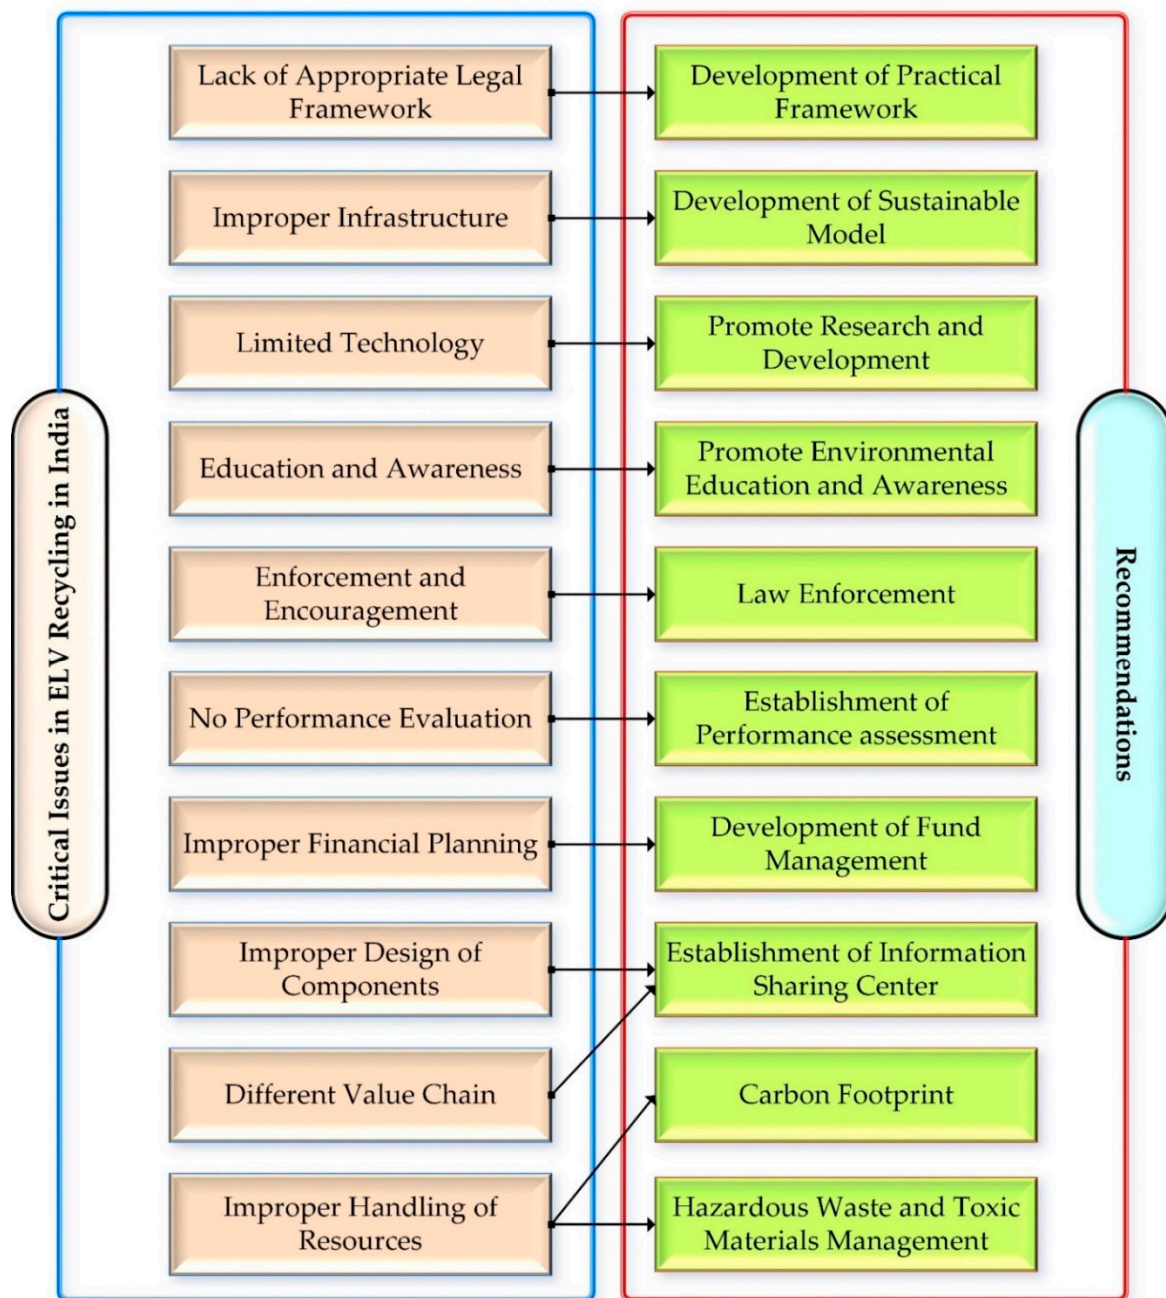 Critical Issues in ELV Recycling in India
Lack of Appropriate Legal
Framework
Improper Infrastructure
Limited Technology
Education and Awareness
Enforcement and
Encouragement
No Performance Evaluation
Improper Financial Planning
Improper Design of
Components
Different Value Chain
Improper Handling of
Resources
Development of Practical
Framework
Development of Sustainable
Model
Promote Research and
Development
Promote Environmental
Education and Awareness
Law Enforcement
Establishment of
Performance assessment
Development of Fund
Management
Establishment of Information
Sharing Center
Carbon Footprint
Hazardous Waste and Toxic
Materials Management
Recommendations